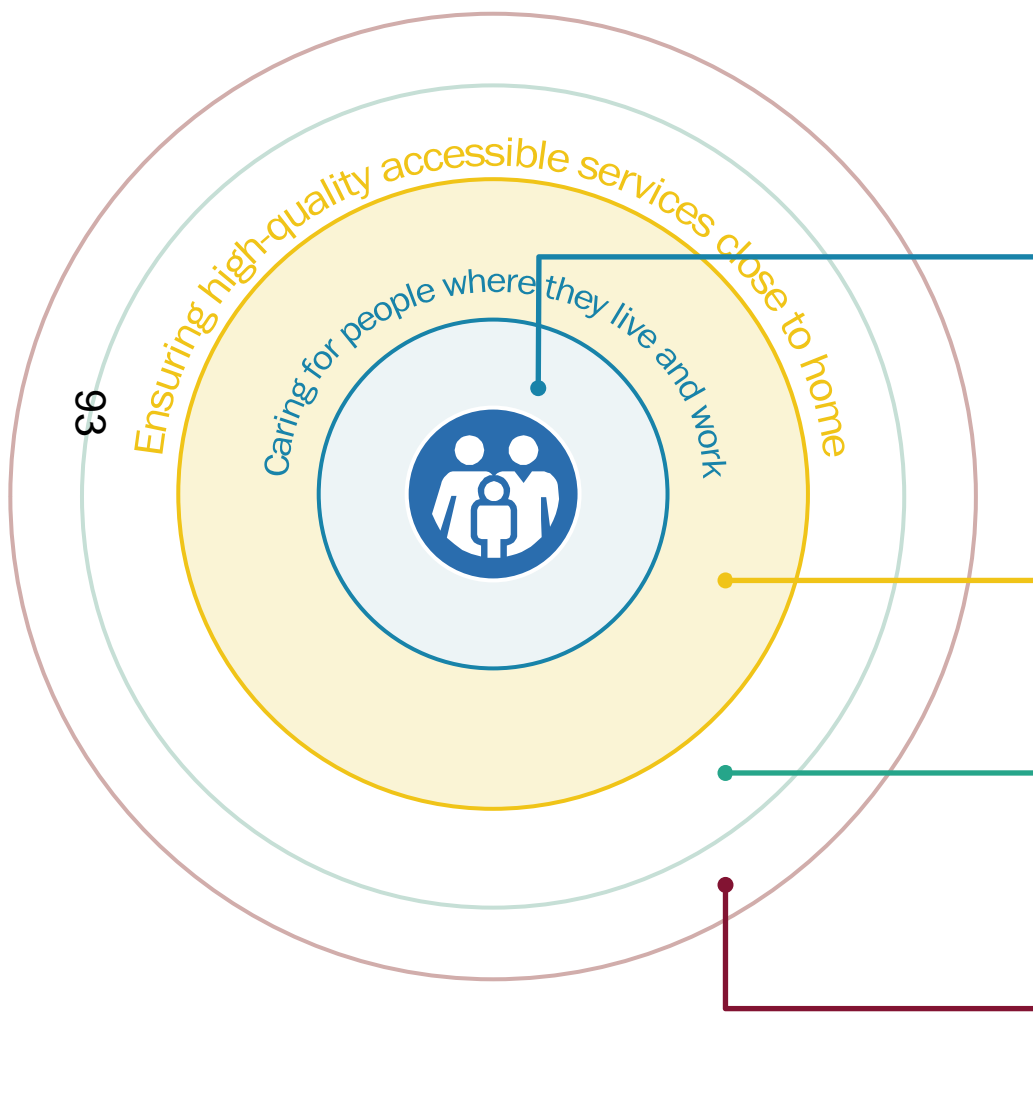 Ensuring high-quality accessible services close to home
Caring for people where they live and work
93